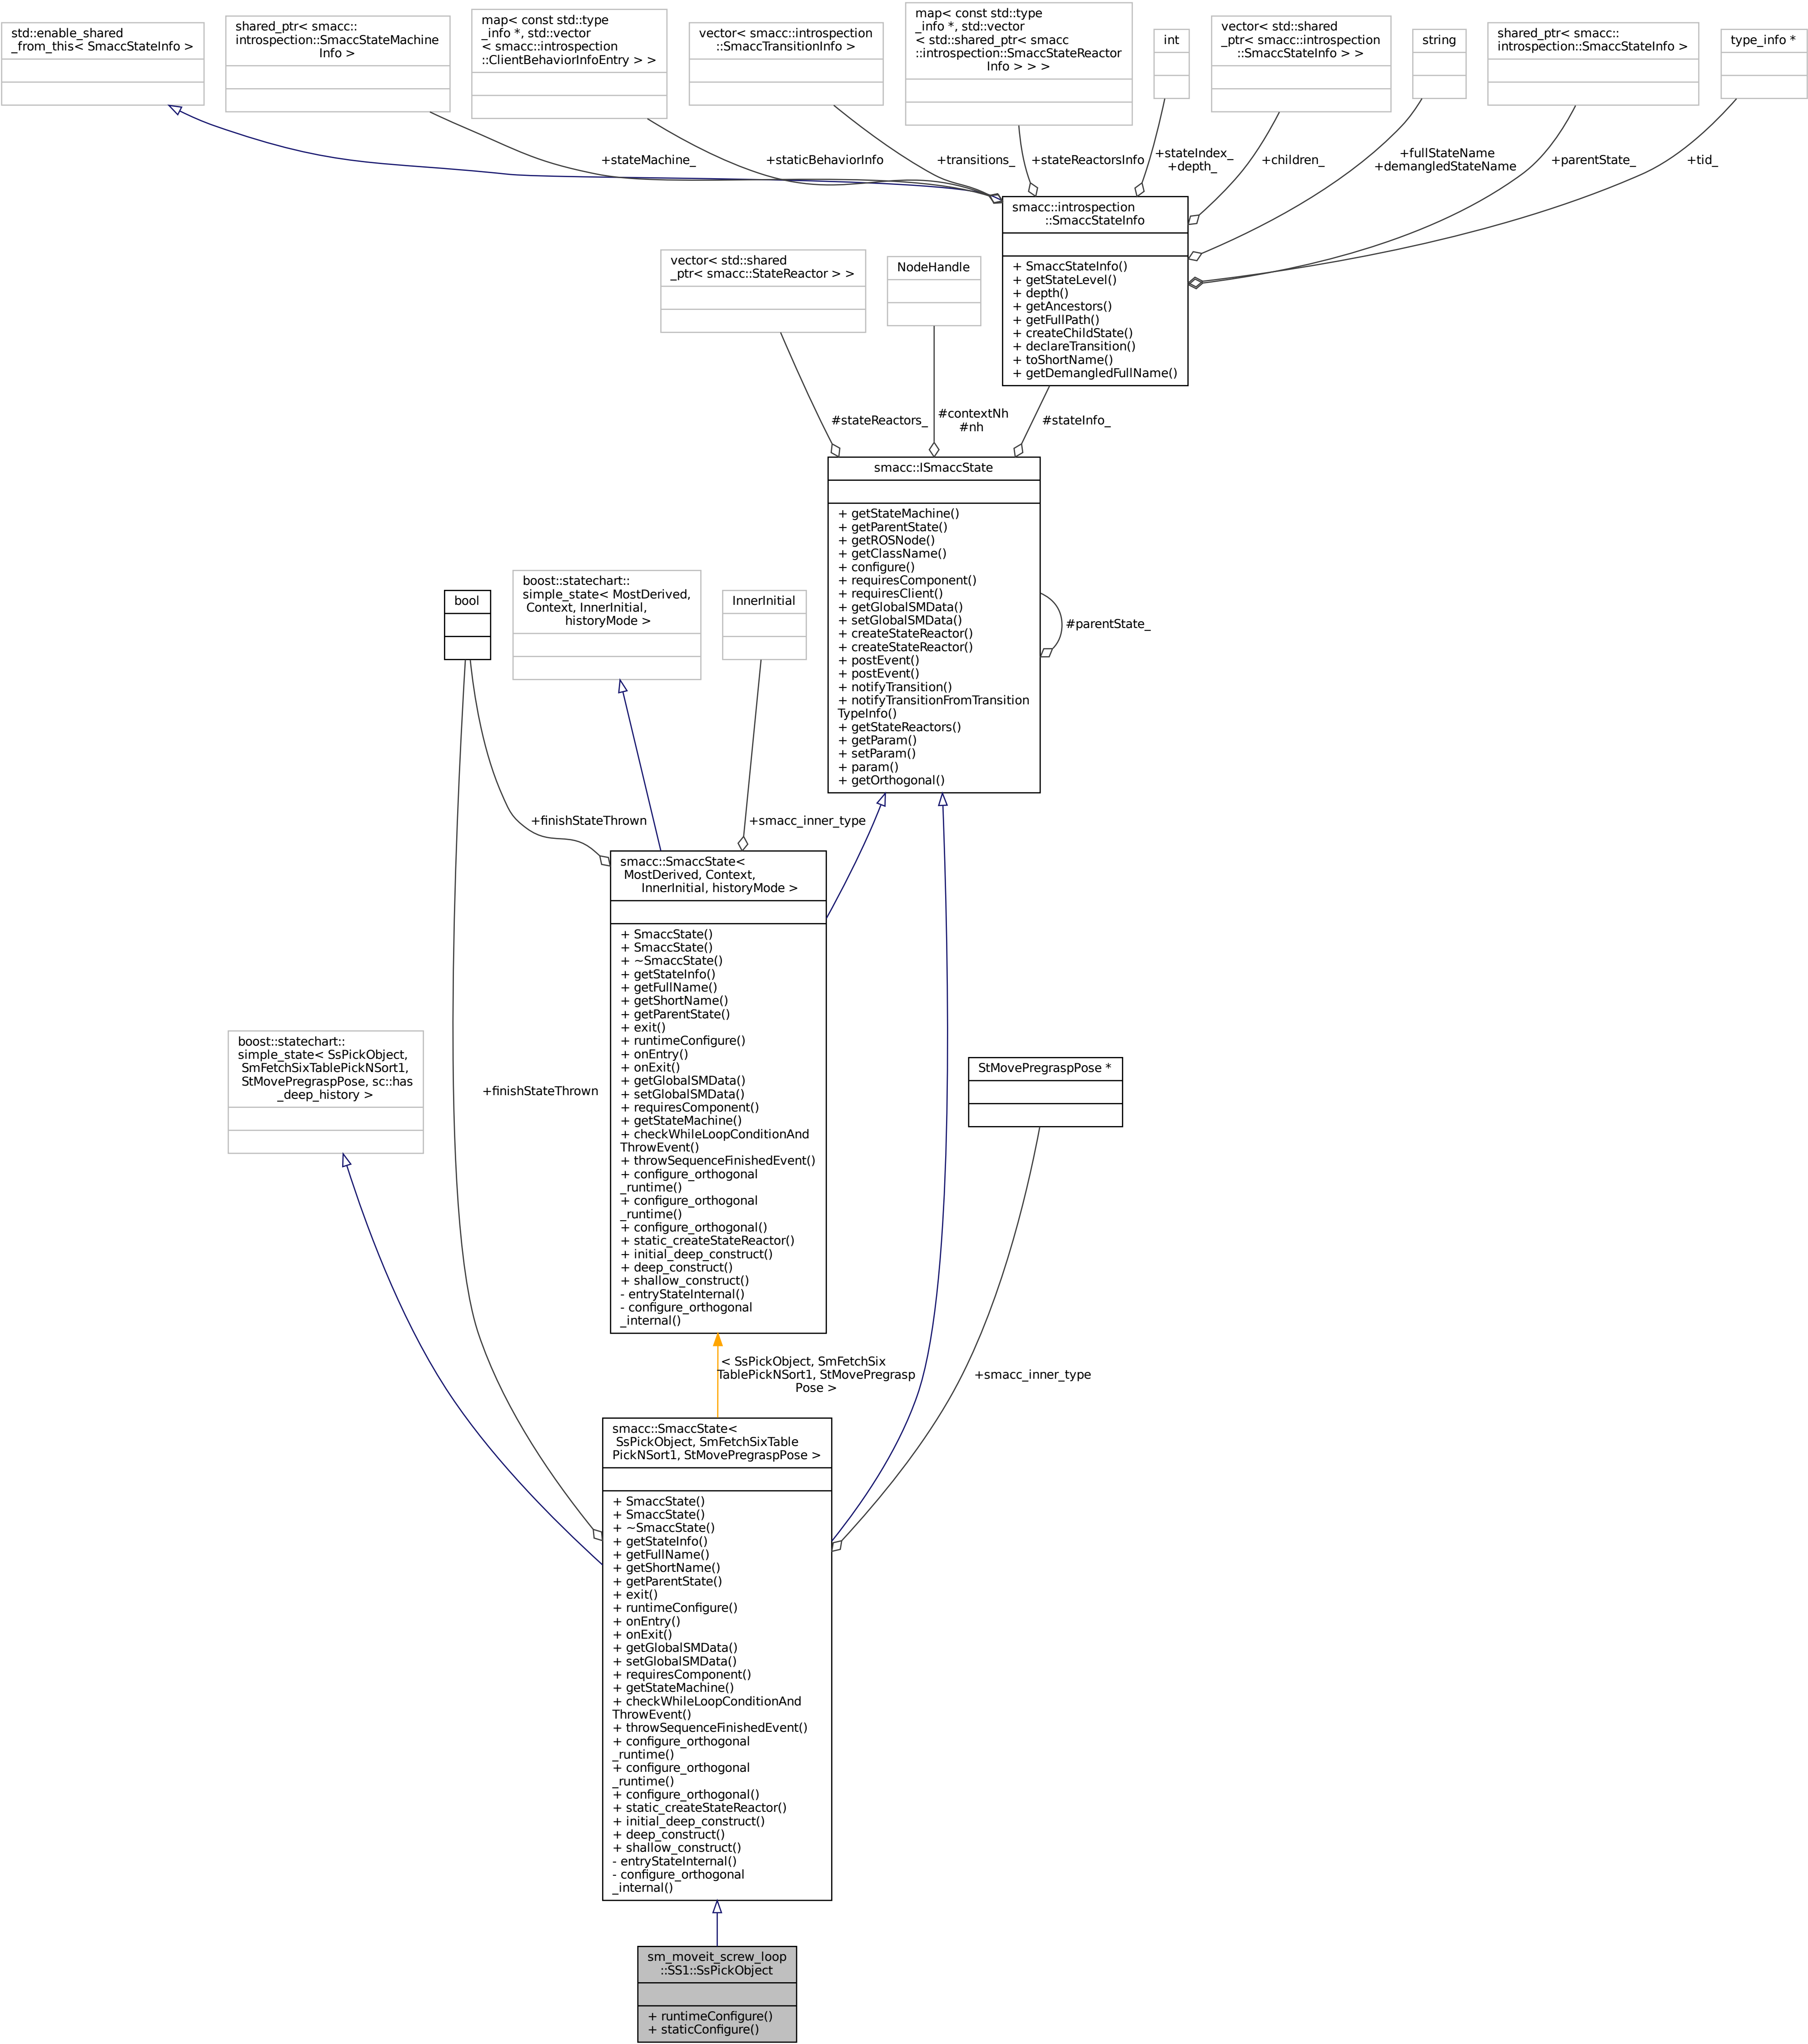 std::enable_shared
_from_this< SmaccStateInfo >
shared_ptr< smacc::
introspection::SmaccStateMachine
Info >
map< const std::type
_info *, std::vector
< smacc::introspection
::ClientBehaviorInfoEntry > >
vector< smacc::introspection
::SmaccTransitionInfo >
map< const std::type
_info *, std::vector
< std::shared_ptr< smacc
::introspection::SmaccStateReactor
Info > > >
int
vector< std::shared
_ptr< smacc::introspection
::SmaccStateInfo > >
string
shared_ptr< smacc::
introspection::SmaccStateInfo >
type_info *
+stateMachine_
+staticBehaviorInfo
+transitions_
+stateReactorsInfo
+stateIndex_
+depth_
+children_
+fullStateName
+demangledStateName
+parentState_
+tid_
smacc::introspection
::SmaccStateInfo
+ SmaccStateInfo()
+ getStateLevel()
+ depth()
+ getAncestors()
+ getFullPath()
+ createChildState()
+ declareTransition()
+ toShortName()
+ getDemangledFullName()
vector< std::shared
_ptr< smacc::StateReactor > >
NodeHandle
#stateReactors_
#contextNh
#nh
#stateInfo_
smacc::ISmaccState
+ getStateMachine()
+ getParentState()
+ getROSNode()
+ getClassName()
+ configure()
+ requiresComponent()
+ requiresClient()
+ getGlobalSMData()
+ setGlobalSMData()
+ createStateReactor()
+ createStateReactor()
+ postEvent()
+ postEvent()
+ notifyTransition()
+ notifyTransitionFromTransition
TypeInfo()
+ getStateReactors()
+ getParam()
+ setParam()
+ param()
+ getOrthogonal()
#parentState_
bool
boost::statechart::
simple_state< MostDerived,
Context, InnerInitial,
historyMode >
InnerInitial
+finishStateThrown
+smacc_inner_type
smacc::SmaccState<
MostDerived, Context,
InnerInitial, historyMode >
+ SmaccState()
+ SmaccState()
+ ~SmaccState()
+ getStateInfo()
+ getFullName()
+ getShortName()
+ getParentState()
+ exit()
+ runtimeConfigure()
+ onEntry()
+ onExit()
+ getGlobalSMData()
+ setGlobalSMData()
+ requiresComponent()
+ getStateMachine()
+ checkWhileLoopConditionAnd
ThrowEvent()
+ throwSequenceFinishedEvent()
+ configure_orthogonal
_runtime()
+ configure_orthogonal
_runtime()
+ configure_orthogonal()
+ static_createStateReactor()
+ initial_deep_construct()
+ deep_construct()
+ shallow_construct()
- entryStateInternal()
- configure_orthogonal
_internal()
boost::statechart::
simple_state< SsPickObject,
SmFetchSixTablePickNSort1,
StMovePregraspPose, sc::has
_deep_history >
+finishStateThrown
StMovePregraspPose *
< SsPickObject, SmFetchSix
TablePickNSort1, StMovePregrasp
Pose >
+smacc_inner_type
smacc::SmaccState<
SsPickObject, SmFetchSixTable
PickNSort1, StMovePregraspPose >
+ SmaccState()
+ SmaccState()
+ ~SmaccState()
+ getStateInfo()
+ getFullName()
+ getShortName()
+ getParentState()
+ exit()
+ runtimeConfigure()
+ onEntry()
+ onExit()
+ getGlobalSMData()
+ setGlobalSMData()
+ requiresComponent()
+ getStateMachine()
+ checkWhileLoopConditionAnd
ThrowEvent()
+ throwSequenceFinishedEvent()
+ configure_orthogonal
_runtime()
+ configure_orthogonal
_runtime()
+ configure_orthogonal()
+ static_createStateReactor()
+ initial_deep_construct()
+ deep_construct()
+ shallow_construct()
- entryStateInternal()
- configure_orthogonal
_internal()
sm_moveit_screw_loop
::SS1::SsPickObject
+ runtimeConfigure()
+ staticConfigure()